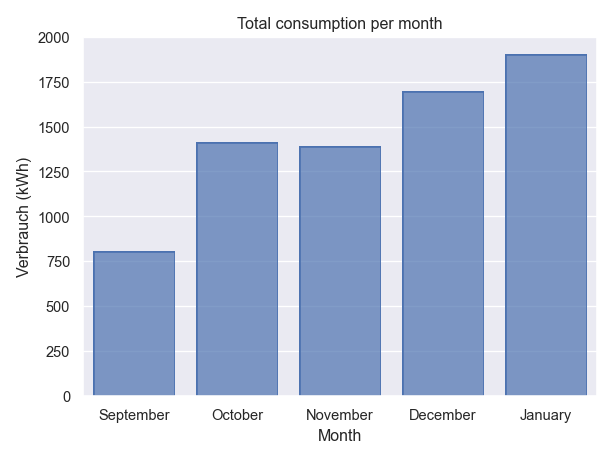 Total consumption per month
Verbrauch (kWh)
2000
1750
1500
1250
1000
750
500
250
0
September October November December January
Month